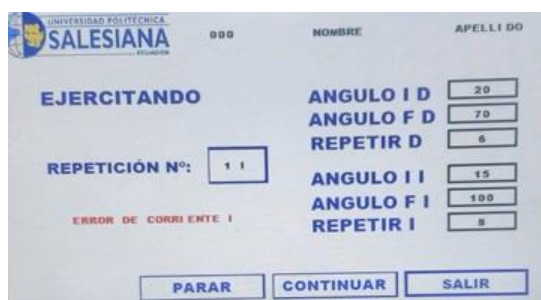 UNIVERSIDAD POLITÉCNICA
SALESIANA
ECUADOR
000 NOMBRE APELLIDO
EJERCITANDO
ANGULO I D 20
ANGULO F D 70
REPETIR D 6
REPETICIÓN Nº: 1 I
ANGULO I I 15
ANGULO F I 100
REPETIR I 8
ERROR DE CORRIENTE I
PARAR CONTINUAR SALIR